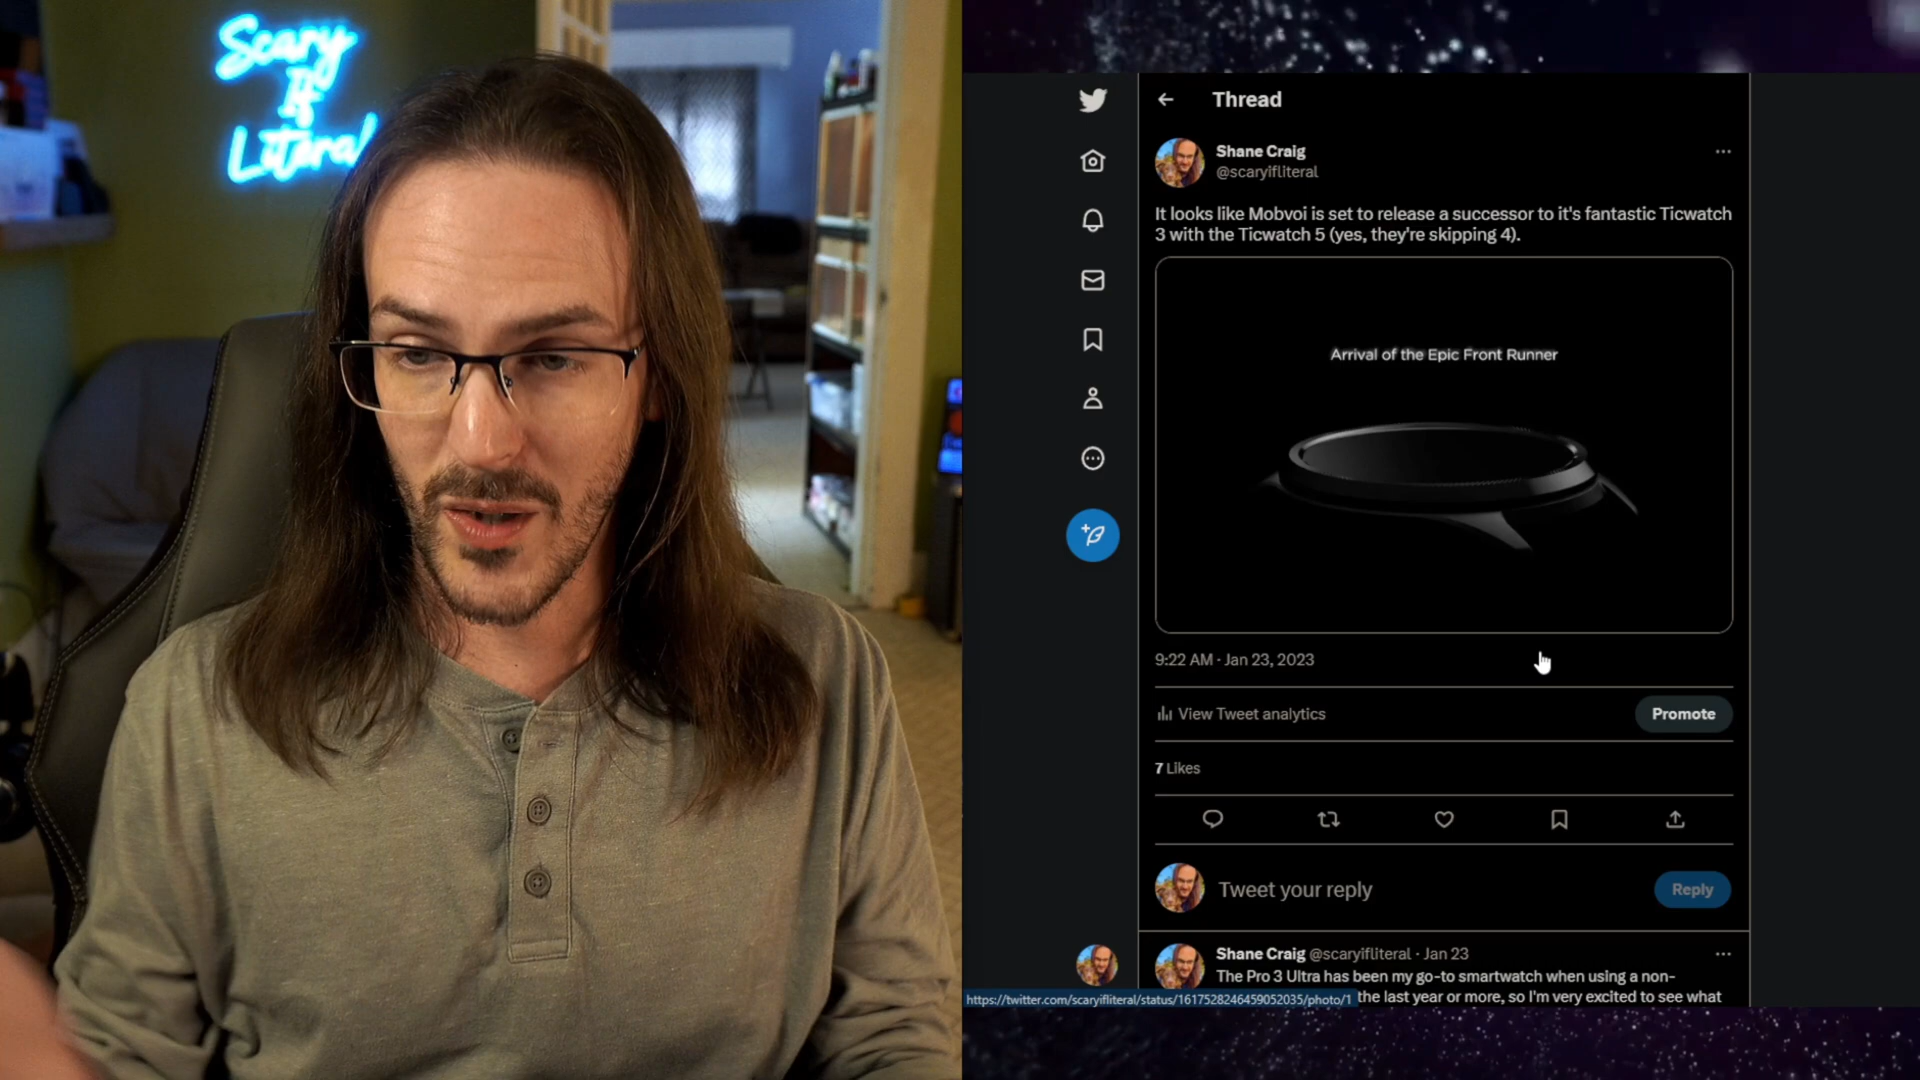 Scary
If
Literal
Thread
Shane Craig
@scaryifliteral
It looks like Mobvoi is set to release a successor to it's fantastic Ticwatch
3 with the Ticwatch 5 (yes, they're skipping 4).
Arrival of the Epic Front Runner
9:22 AM · Jan 23, 2023
View Tweet analytics
Promote
7 Likes
Tweet your reply
Reply
Shane Craig @scaryifliteral · Jan 23
The Pro 3 Ultra has been my go-to smartwatch when using a non-
the last year or more, so I'm very excited to see what
https://twitter.com/scaryifliteral/status/1617528246459052035/photo/1